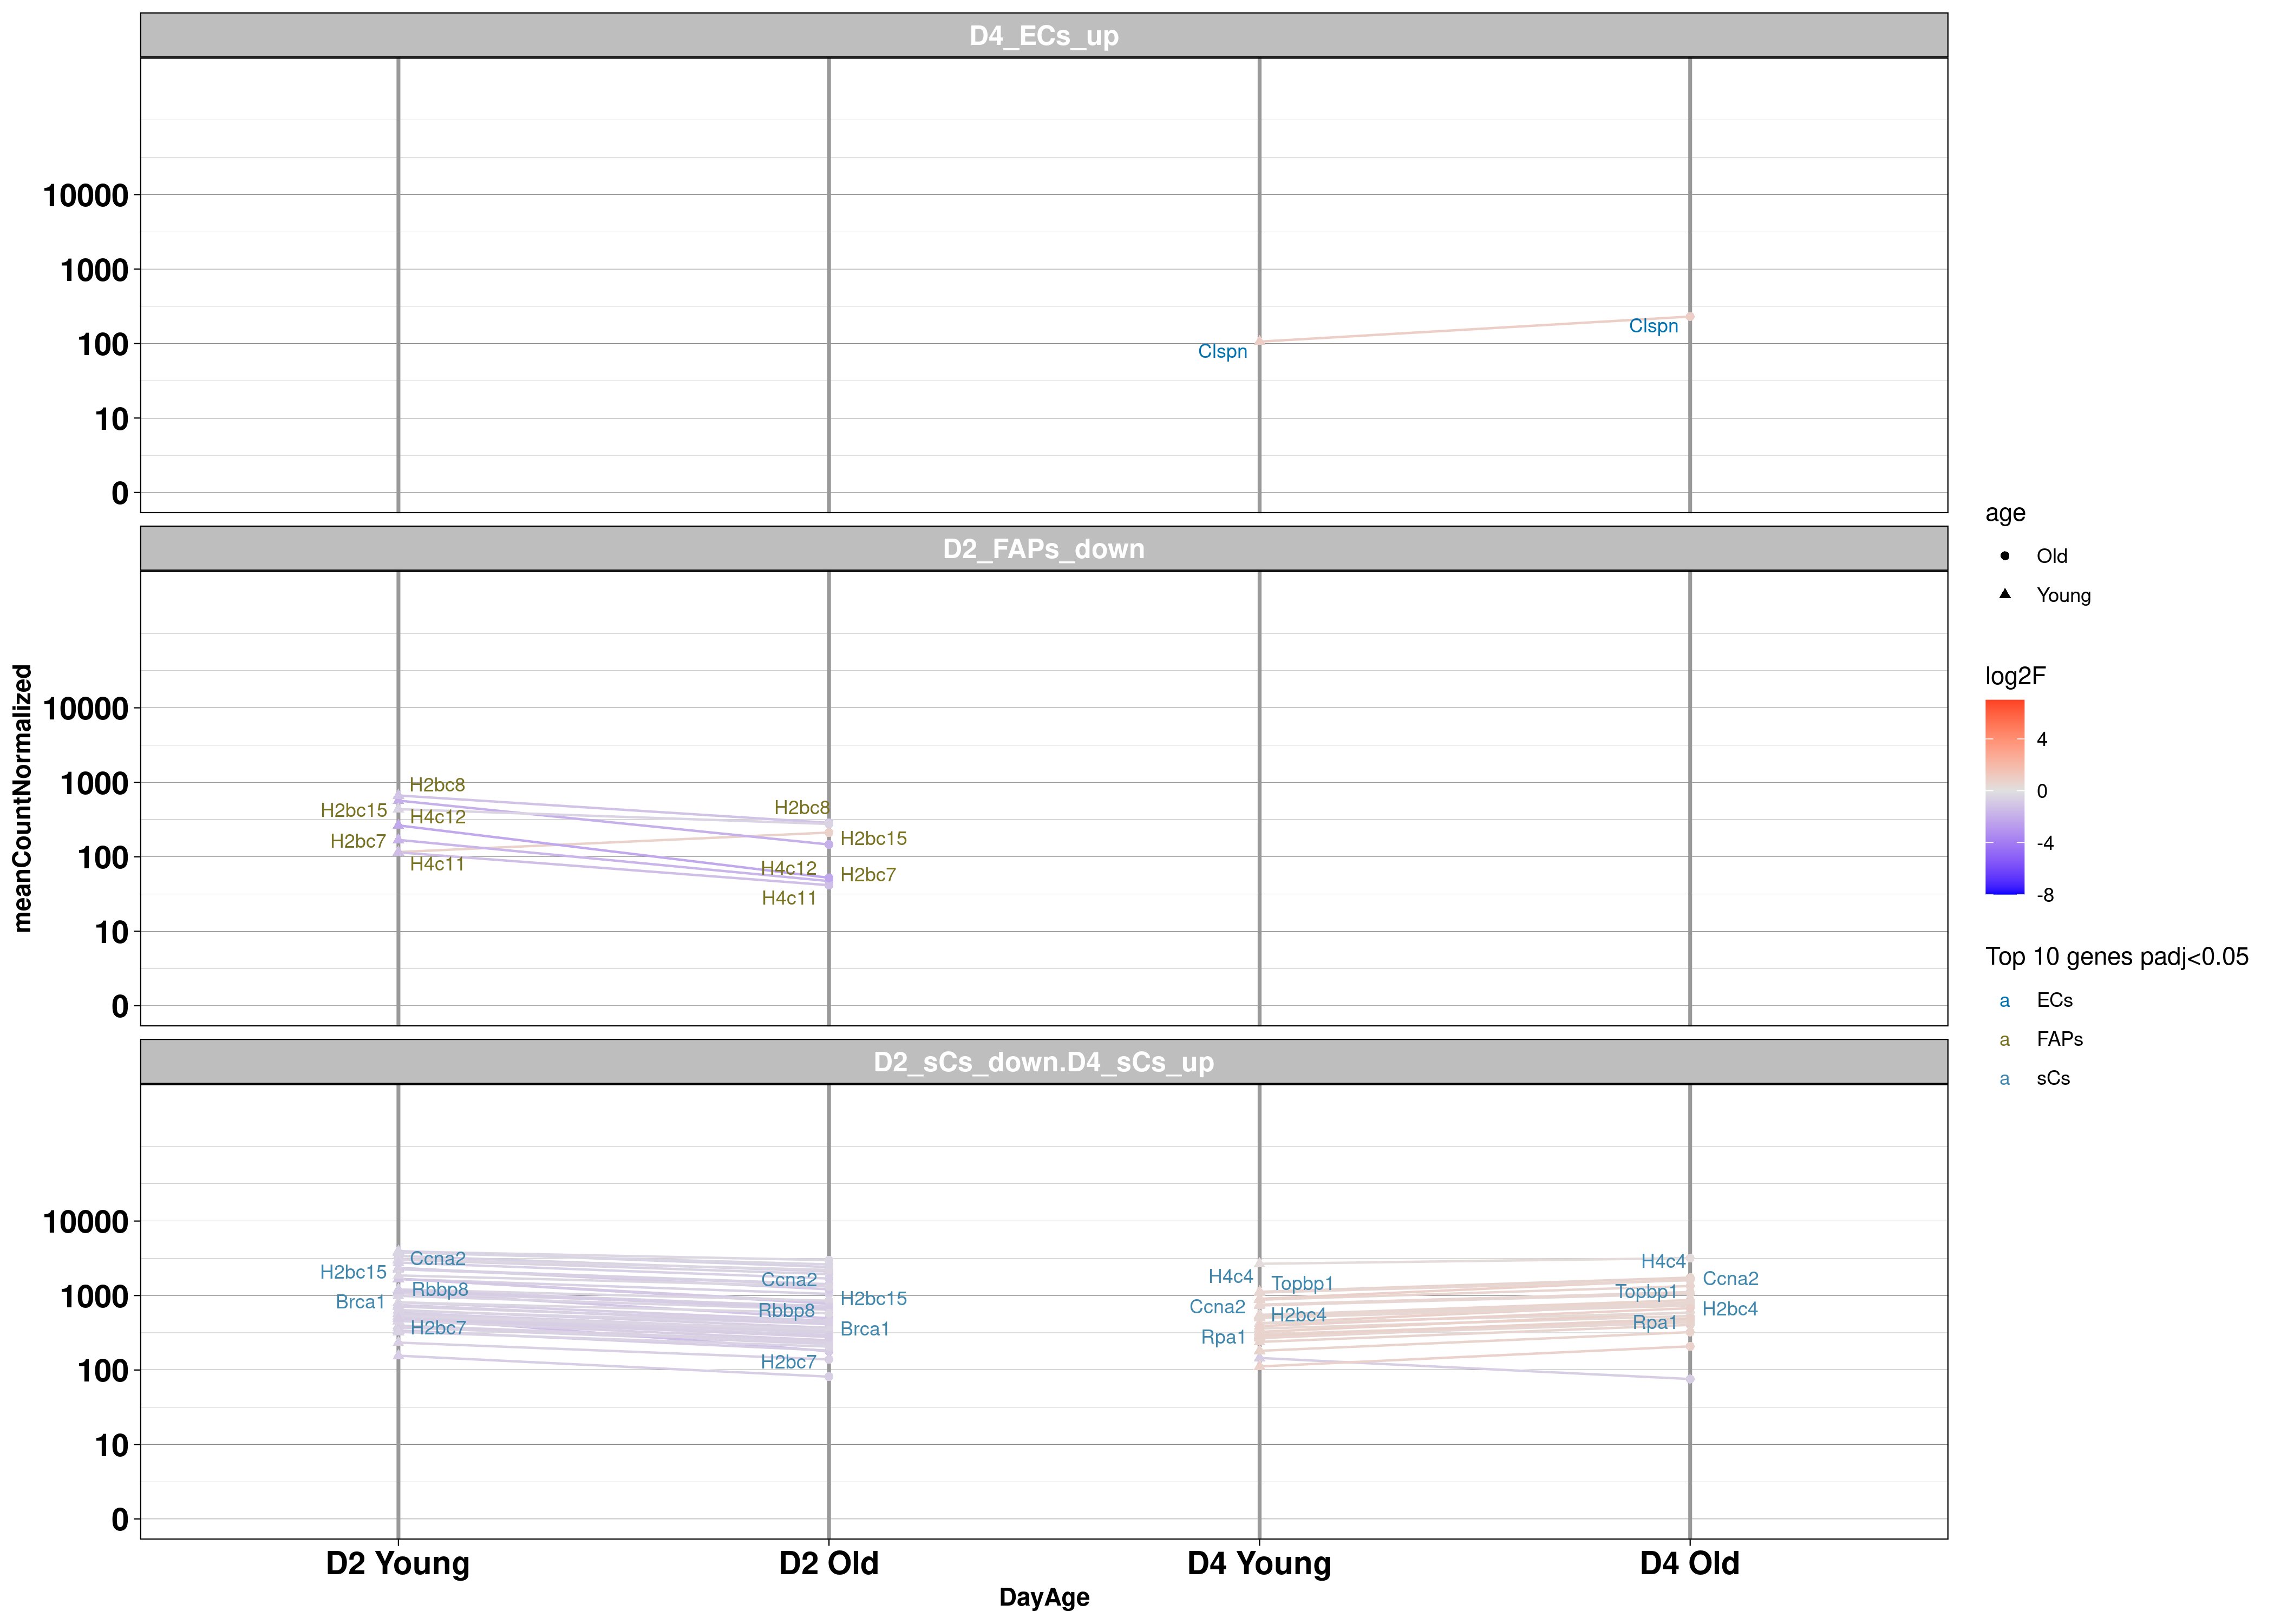 D4_ECs_up
10000
1000
100
10
0
Clspn
Clspn
D2_FAPs_down
10000
1000
100
10
0
H2bc8
H2bc15
H4c12
H2bc7
H4c11
H2bc8
H2bc15
H4c12
H2bc7
H4c11
D2_sCs_down.D4_sCs_up
10000
1000
100
10
0
Ccna2
H2bc15
Rbbp8
Brca1
H2bc7
Ccna2
H2bc15
Rbbp8
Brca1
H2bc7
H4c4
Topbp1
Ccna2
H2bc4
Rpa1
H4c4
Ccna2
Topbp1
H2bc4
Rpa1
D2 Young
D2 Old
D4 Young
D4 Old
DayAge
meanCountNormalized
age
Old
Young
log2F
4
0
-4
-8
Top 10 genes padj<0.05
a ECs
a FAPs
a sCs